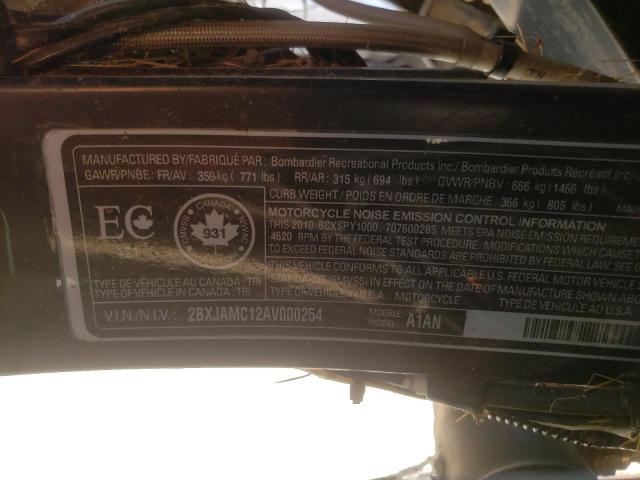 MANUFACTURED BY/FABRIQUÉ PAR: Bombardier Recreational Products Inc./Bombardier Produits Récréatif Inc.
GAWR/PNBE: FR/AV: 350-kg ( 771 lbs) RR/AR: 315 kg ( 694 lbs) GVWR/PNBV: 666 kg (1468 lbs)
CURB WEIGHT / POIDS EN ORDRE DE MARCHE: 366 kg ( 805 lbs)
MOTORCYCLE NOISE EMISSION CONTROL INFORMATION
THIS 2010 BCXSPY1000, 707600285, MEETS EPA NOISE EMISSION REQUIREME
4620 RPM BY THE FEDERAL TEST PROCEDURE. MODIFICATIONS WHICH CAUSE T
TO EXCEED FEDERAL NOISE STANDARDS ARE PROHIBITED BY FEDERAL LAW. SEE
THIS VEHICLE CONFORMS TO ALL APPLICABLE U.S. FEDERAL MOTOR VEHICLE
IN EFFECT ON THE DATE OF MANUFACTURE SHOWN AB
EC
CANADA
931
TYPE DE VÉHICULE AU CANADA : TRI
TYPE OF VEHICLE IN CANADA : TRI
U.S.A. : MOTORCYCLE
TYPE DE VÉHICULE AU U.S.A.
V.I.N./N.I.V.: 2BXJAMC12AV000254
MODÈLE:
MODEL: A1AN